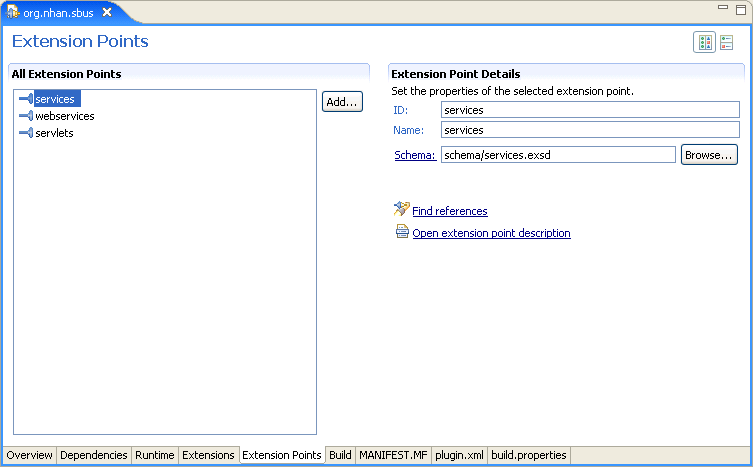 org.nhan.sbus
Extension Points
All Extension Points
services
webservices
servlets
Add...
Extension Point Details
Set the properties of the selected extension point.
ID: services
Name: services
Schema: schema/services.exsd Browse...
Find references
Open extension point description
Overview Dependencies Runtime Extensions Extension Points Build MANIFEST.MF plugin.xml build.properties